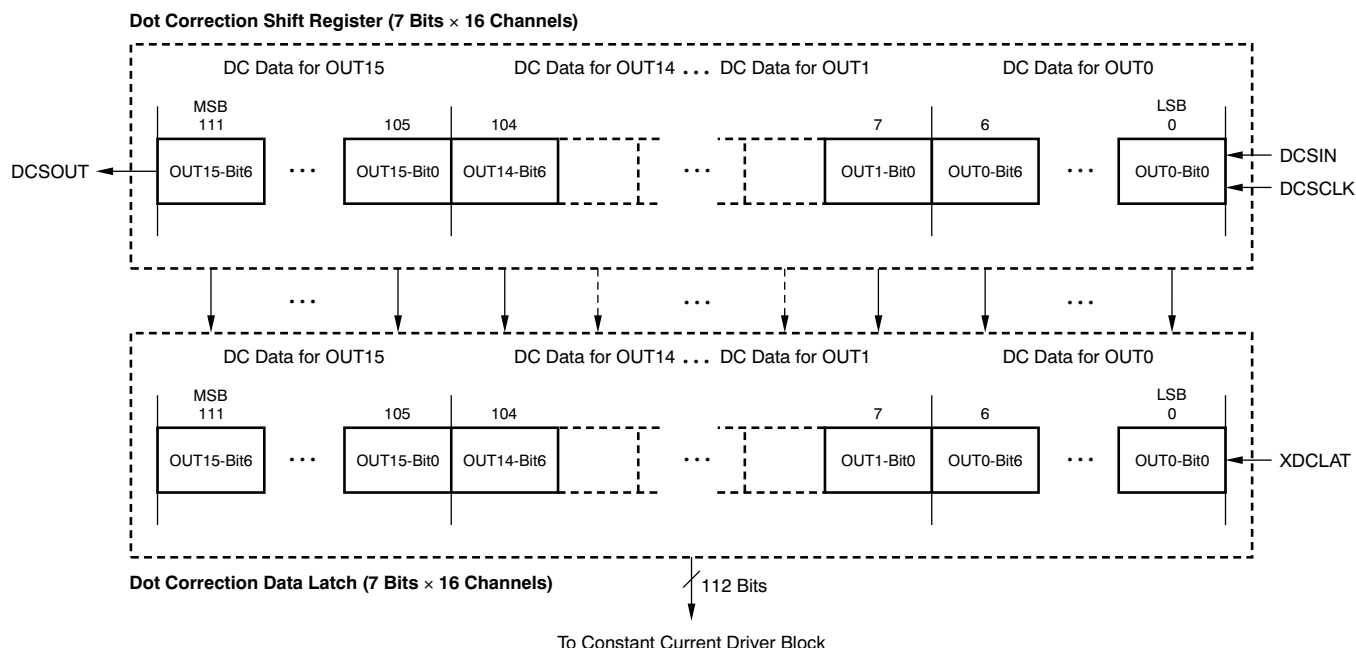 Dot Correction Shift Register (7 Bits × 16 Channels)
DC Data for OUT15
DC Data for OUT14 ... DC Data for OUT1
DC Data for OUT0
MSB
LSB
111
105
104
7
6
0
DCSOUT
OUT15-Bit6
...
OUT15-Bit0
OUT14-Bit6
...
OUT1-Bit0
OUT0-Bit6
...
OUT0-Bit0
DCSIN
DCSCLK
...
...
...
DC Data for OUT15
DC Data for OUT14 ... DC Data for OUT1
DC Data for OUT0
MSB
LSB
111
105
104
7
6
0
OUT15-Bit6
...
OUT15-Bit0
OUT14-Bit6
...
OUT1-Bit0
OUT0-Bit6
...
OUT0-Bit0
XDCLAT
Dot Correction Data Latch (7 Bits × 16 Channels)
112 Bits
To Constant Current Driver Block